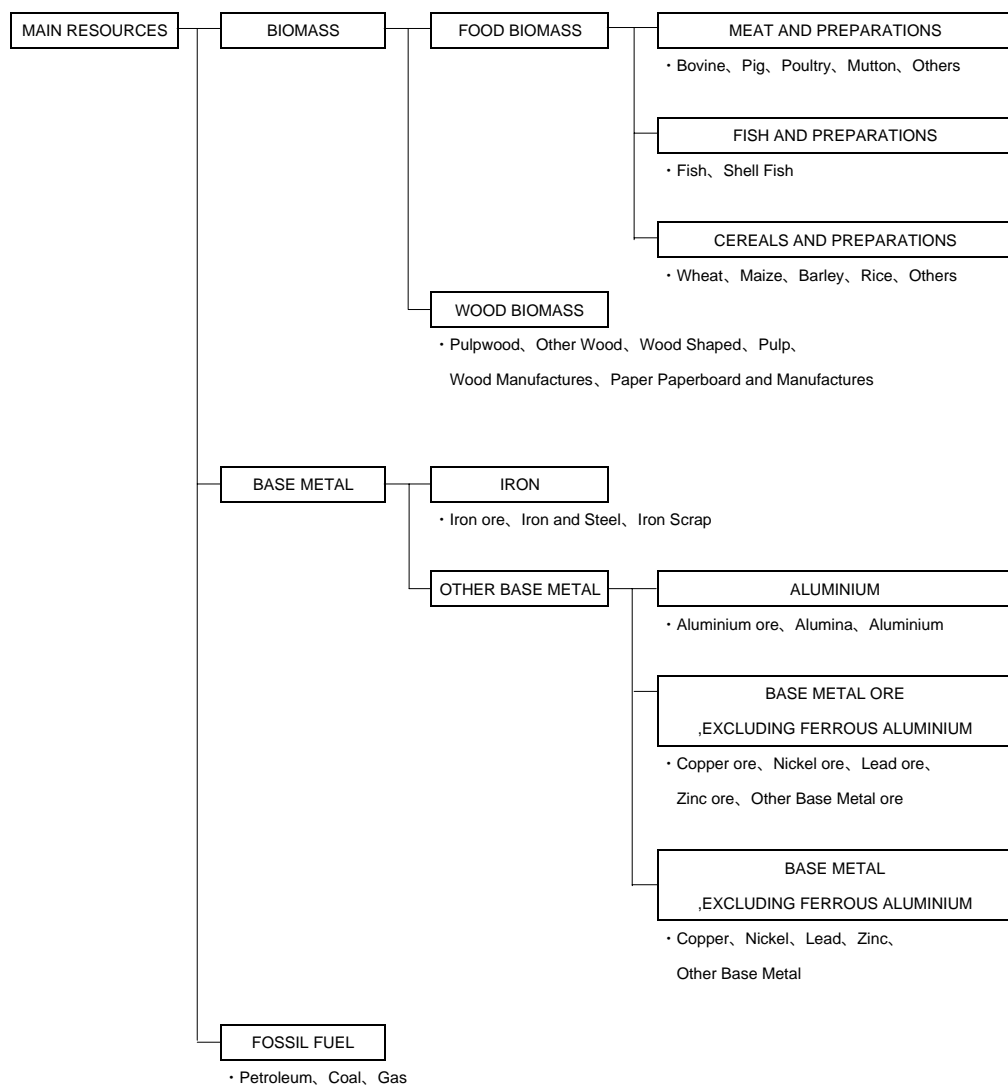 MAIN RESOURCES
BIOMASS
FOOD BIOMASS
MEAT AND PREPARATIONS
・Bovine、Pig、Poultry、Mutton、Others
FISH AND PREPARATIONS
・Fish、Shell Fish
CEREALS AND PREPARATIONS
・Wheat、Maize、Barley、Rice、Others
WOOD BIOMASS
・Pulpwood、Other Wood、Wood Shaped、Pulp、
Wood Manufactures、Paper Paperboard and Manufactures
BASE METAL
IRON
・Iron ore、Iron and Steel、Iron Scrap
OTHER BASE METAL
ALUMINIUM
・Aluminium ore、Alumina、Aluminium
BASE METAL ORE
,EXCLUDING FERROUS ALUMINIUM
・Copper ore、Nickel ore、Lead ore、
Zinc ore、Other Base Metal ore
BASE METAL
,EXCLUDING FERROUS ALUMINIUM
・Copper、Nickel、Lead、Zinc、
Other Base Metal
FOSSIL FUEL
・Petroleum、Coal、Gas